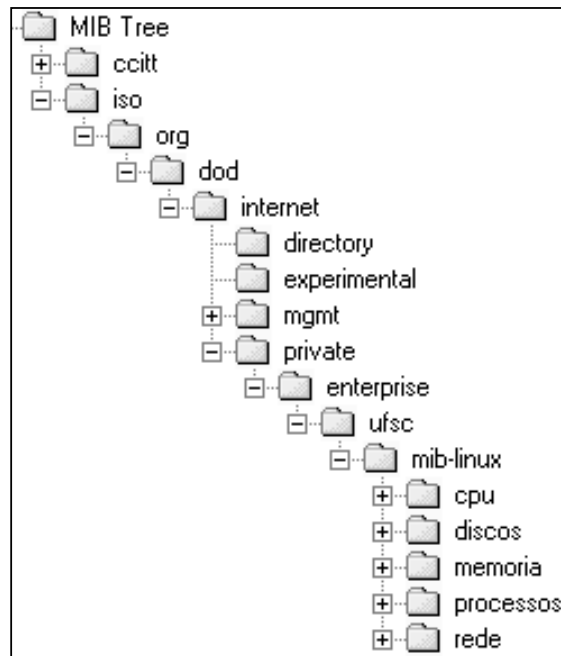 MIB Tree
ccitt
iso
org
dod
internet
directory
experimental
mgmt
private
enterprise
ufsc
mib-linux
cpu
discos
memoria
processos
rede